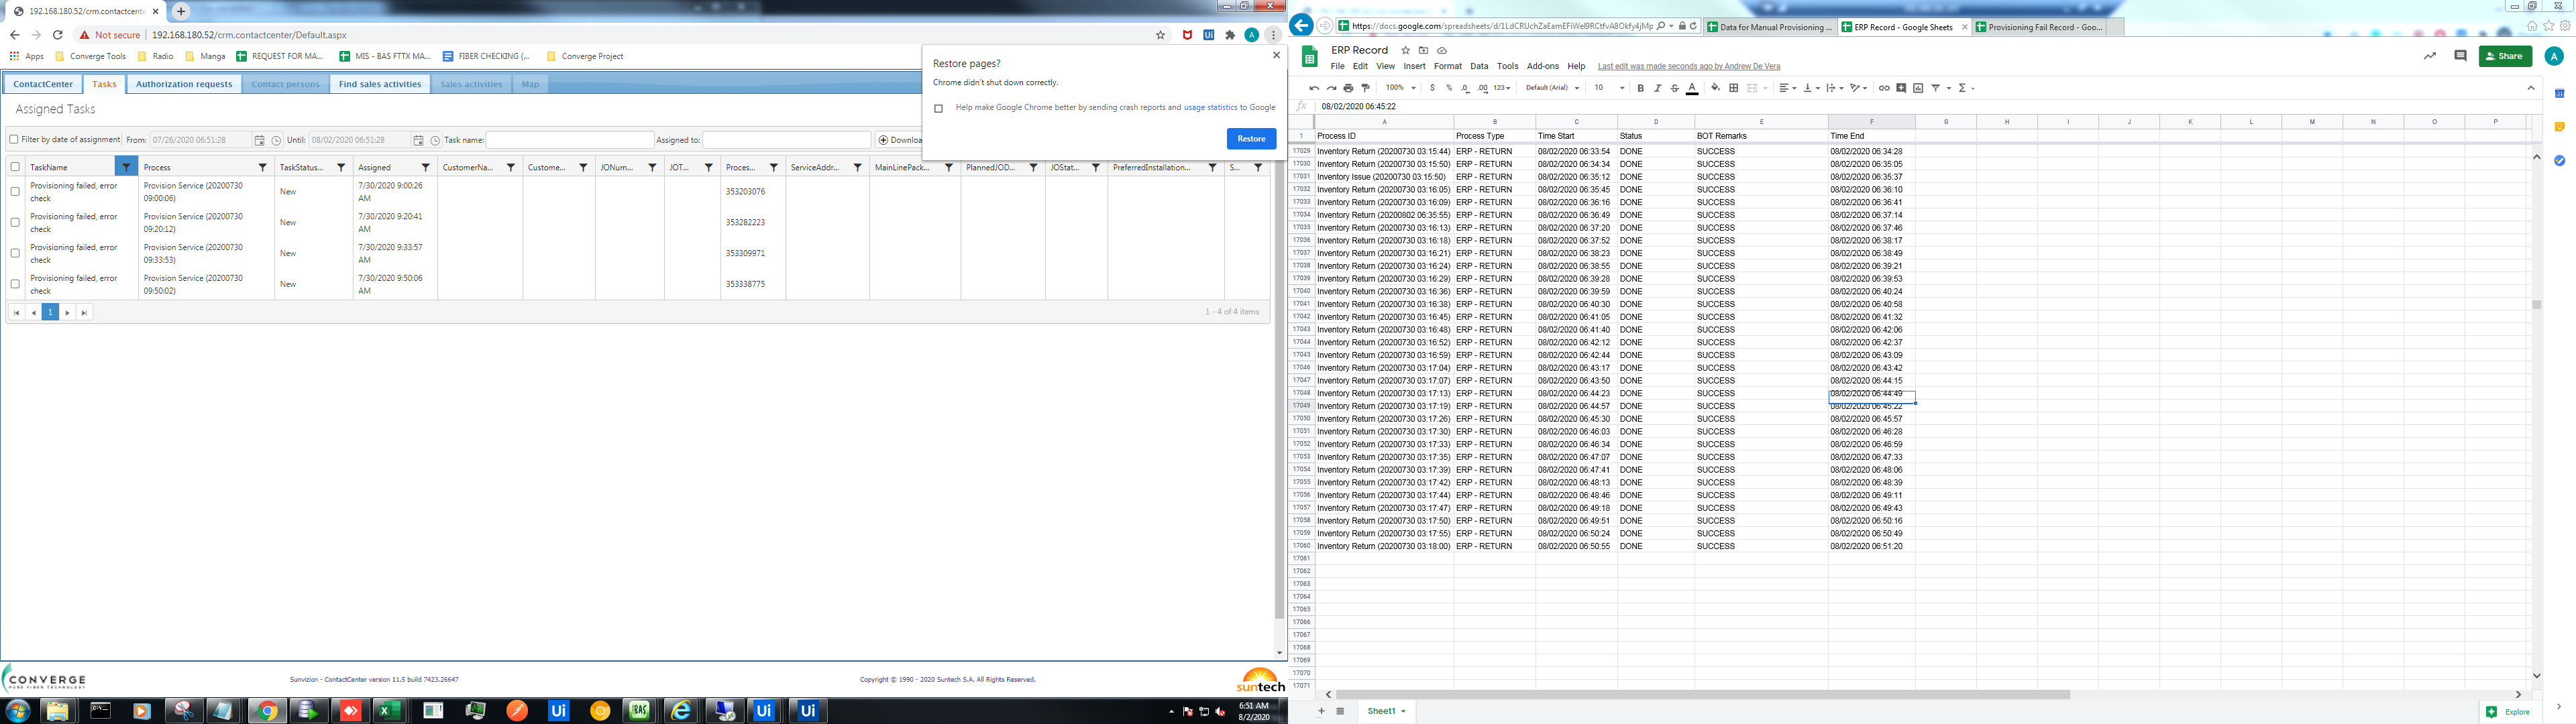 192.168.180.52/crm.contactcente
Not secure | 192.168.180.52/crm.contactcenter/Default.aspx
Apps Converge Tools Radio Manga REQUEST FOR MA... MIS - BAS FTTX MA... FIBER CHECKING (... Converge Project
Restore pages?
Chrome didn't shut down correctly.
Help make Google Chrome better by sending crash reports and usage statistics to Google
Restore
ContactCenter Tasks Authorization requests Contact persons Find sales activities Sales activities Map
Assigned Tasks
Filter by date of assignment From: 07/26/2020 06:51:28 Until: 08/02/2020 06:51:28 Task name: Assigned to: Downloa
TaskName Process TaskStatus... Assigned CustomerNa... Custome... JONum... JOT... Proces... ServiceAddr... MainLinePack... PlannedJOD... JOStat... PreferredInstallation... S...
Provisioning failed, error check Provision Service (20200730 09:00:06) New 7/30/2020 9:00:26 AM 353203076
Provisioning failed, error check Provision Service (20200730 09:20:12) New 7/30/2020 9:20:41 AM 353282223
Provisioning failed, error check Provision Service (20200730 09:33:53) New 7/30/2020 9:33:57 AM 353309971
Provisioning failed, error check Provision Service (20200730 09:50:02) New 7/30/2020 9:50:06 AM 353338775
1
1 - 4 of 4 items
CONVERGE
PURE FIBER TECHNOLOGY
Sunvizion - ContactCenter version 11.5 build 7423.26647
Copyright © 1990 - 2020 Suntech S.A. All Rights Reserved.
suntech
6:51 AM
8/2/2020
https://docs.google.com/spreadsheets/d/1LdCRUchZaEamEFiWel9RCtfvA8Okfy4jMp
Data for Manual Provisioning ... ERP Record - Google Sheets Provisioning Fail Record - Goo...
ERP Record
File Edit View Insert Format Data Tools Add-ons Help Last edit was made seconds ago by Andrew De Vera
Share
A
100% $ % .0 .00 123 Default (Arial) 10 B I S A
fx 08/02/2020 06:45:22
A B C D E F G H I J K L M N O P
1 Process ID Process Type Time Start Status BOT Remarks Time End
17029 Inventory Return (20200730 03:15:44) ERP - RETURN 08/02/2020 06:33:54 DONE SUCCESS 08/02/2020 06:34:28
17030 Inventory Return (20200730 03:15:50) ERP - RETURN 08/02/2020 06:34:34 DONE SUCCESS 08/02/2020 06:35:05
17031 Inventory Issue (20200730 03:15:50) ERP - RETURN 08/02/2020 06:35:12 DONE SUCCESS 08/02/2020 06:35:37
17032 Inventory Return (20200730 03:16:05) ERP - RETURN 08/02/2020 06:35:45 DONE SUCCESS 08/02/2020 06:36:10
17033 Inventory Return (20200730 03:16:09) ERP - RETURN 08/02/2020 06:36:16 DONE SUCCESS 08/02/2020 06:36:41
17034 Inventory Return (20200802 06:35:55) ERP - RETURN 08/02/2020 06:36:49 DONE SUCCESS 08/02/2020 06:37:14
17035 Inventory Return (20200730 03:16:13) ERP - RETURN 08/02/2020 06:37:20 DONE SUCCESS 08/02/2020 06:37:46
17036 Inventory Return (20200730 03:16:18) ERP - RETURN 08/02/2020 06:37:52 DONE SUCCESS 08/02/2020 06:38:17
17037 Inventory Return (20200730 03:16:21) ERP - RETURN 08/02/2020 06:38:23 DONE SUCCESS 08/02/2020 06:38:49
17038 Inventory Return (20200730 03:16:24) ERP - RETURN 08/02/2020 06:38:55 DONE SUCCESS 08/02/2020 06:39:21
17039 Inventory Return (20200730 03:16:29) ERP - RETURN 08/02/2020 06:39:28 DONE SUCCESS 08/02/2020 06:39:53
17040 Inventory Return (20200730 03:16:36) ERP - RETURN 08/02/2020 06:39:59 DONE SUCCESS 08/02/2020 06:40:24
17041 Inventory Return (20200730 03:16:38) ERP - RETURN 08/02/2020 06:40:30 DONE SUCCESS 08/02/2020 06:40:58
17042 Inventory Return (20200730 03:16:45) ERP - RETURN 08/02/2020 06:41:05 DONE SUCCESS 08/02/2020 06:41:32
17043 Inventory Return (20200730 03:16:48) ERP - RETURN 08/02/2020 06:41:40 DONE SUCCESS 08/02/2020 06:42:06
17044 Inventory Return (20200730 03:16:52) ERP - RETURN 08/02/2020 06:42:12 DONE SUCCESS 08/02/2020 06:42:37
17045 Inventory Return (20200730 03:16:59) ERP - RETURN 08/02/2020 06:42:44 DONE SUCCESS 08/02/2020 06:43:09
17046 Inventory Return (20200730 03:17:04) ERP - RETURN 08/02/2020 06:43:17 DONE SUCCESS 08/02/2020 06:43:42
17047 Inventory Return (20200730 03:17:07) ERP - RETURN 08/02/2020 06:43:50 DONE SUCCESS 08/02/2020 06:44:15
17048 Inventory Return (20200730 03:17:13) ERP - RETURN 08/02/2020 06:44:23 DONE SUCCESS 08/02/2020 06:44:49
17049 Inventory Return (20200730 03:17:19) ERP - RETURN 08/02/2020 06:44:57 DONE SUCCESS 08/02/2020 06:45:22
17050 Inventory Return (20200730 03:17:26) ERP - RETURN 08/02/2020 06:45:30 DONE SUCCESS 08/02/2020 06:45:57
17051 Inventory Return (20200730 03:17:30) ERP - RETURN 08/02/2020 06:46:03 DONE SUCCESS 08/02/2020 06:46:28
17052 Inventory Return (20200730 03:17:33) ERP - RETURN 08/02/2020 06:46:34 DONE SUCCESS 08/02/2020 06:46:59
17053 Inventory Return (20200730 03:17:35) ERP - RETURN 08/02/2020 06:47:07 DONE SUCCESS 08/02/2020 06:47:33
17054 Inventory Return (20200730 03:17:39) ERP - RETURN 08/02/2020 06:47:41 DONE SUCCESS 08/02/2020 06:48:06
17055 Inventory Return (20200730 03:17:42) ERP - RETURN 08/02/2020 06:48:13 DONE SUCCESS 08/02/2020 06:48:39
17056 Inventory Return (20200730 03:17:44) ERP - RETURN 08/02/2020 06:48:46 DONE SUCCESS 08/02/2020 06:49:11
17057 Inventory Return (20200730 03:17:47) ERP - RETURN 08/02/2020 06:49:18 DONE SUCCESS 08/02/2020 06:49:43
17058 Inventory Return (20200730 03:17:50) ERP - RETURN 08/02/2020 06:49:51 DONE SUCCESS 08/02/2020 06:50:16
17059 Inventory Return (20200730 03:17:55) ERP - RETURN 08/02/2020 06:50:24 DONE SUCCESS 08/02/2020 06:50:49
17060 Inventory Return (20200730 03:18:00) ERP - RETURN 08/02/2020 06:50:55 DONE SUCCESS 08/02/2020 06:51:20
17061
17062
17063
17064
17065
17066
17067
17068
17069
17070
17071
Sheet1
Explore